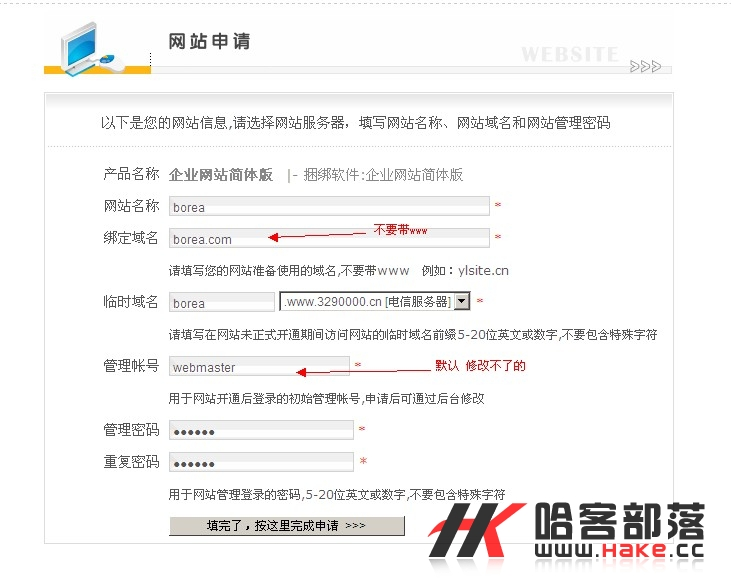 网站申请
WEBSITE
以下是您的网站信息,请选择网站服务器，填写网站名称、网站域名和网站管理密码
产品名称 企业网站简体版 |- 捆绑软件:企业网站简体版
网站名称 borea *
绑定域名 borea.com * 不要带www
请填写您的网站准备使用的域名,不要带www 例如：ylsite.cn
临时域名 borea .www.3290000.cn [电信服务器] *
请填写在网站未正式开通期间访问网站的临时域名前缀5-20位英文或数字,不要包含特殊字符
管理帐号 webmaster * 默认 修改不了的
用于网站开通后登录的初始管理帐号,申请后可通过后台修改
管理密码 ●●●●●● *
重复密码 ●●●●●● *
用于网站管理登录的密码,5-20位英文或数字,不要包含特殊字符
填完了，按这里完成申请 >>>
HK 哈客部落
www.Hake.cc